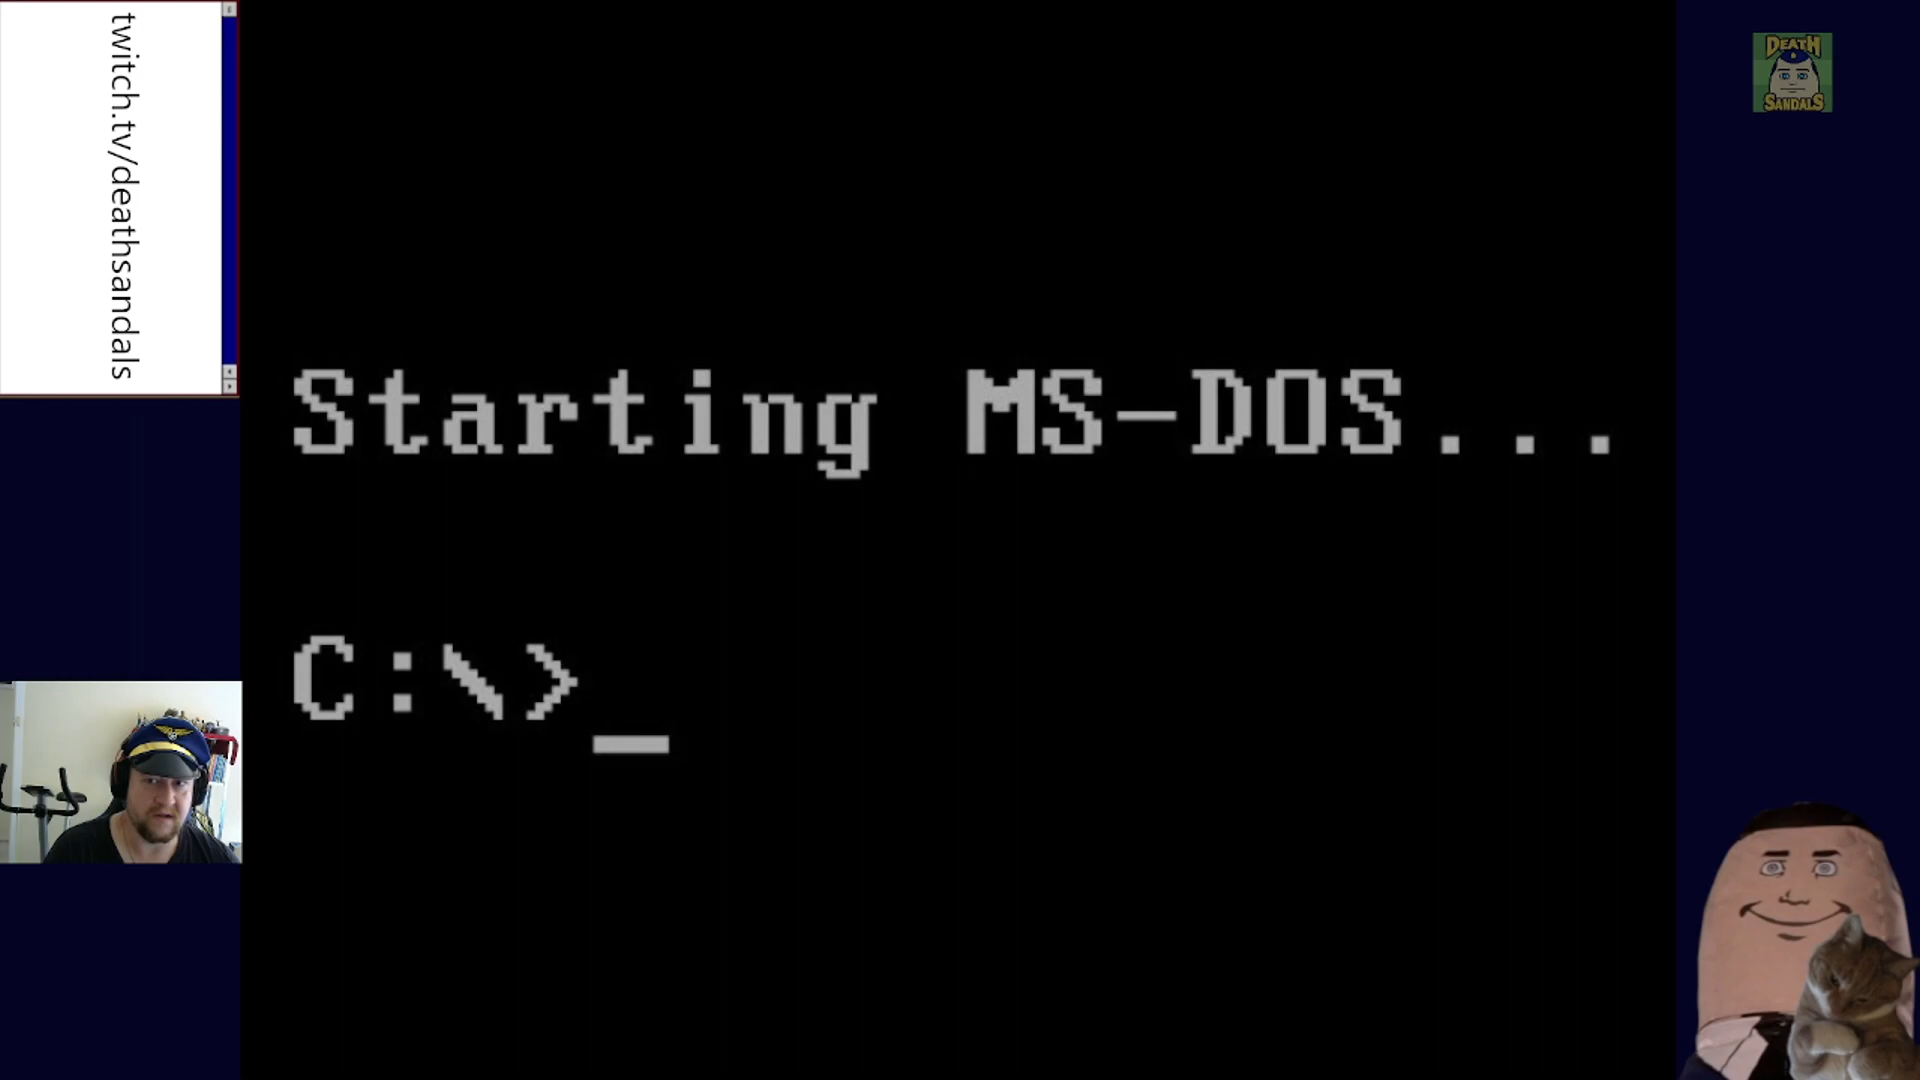 twitch.tv/deathsandals
DEATH
SANDALS
Starting MS-DOS...
C:\>_